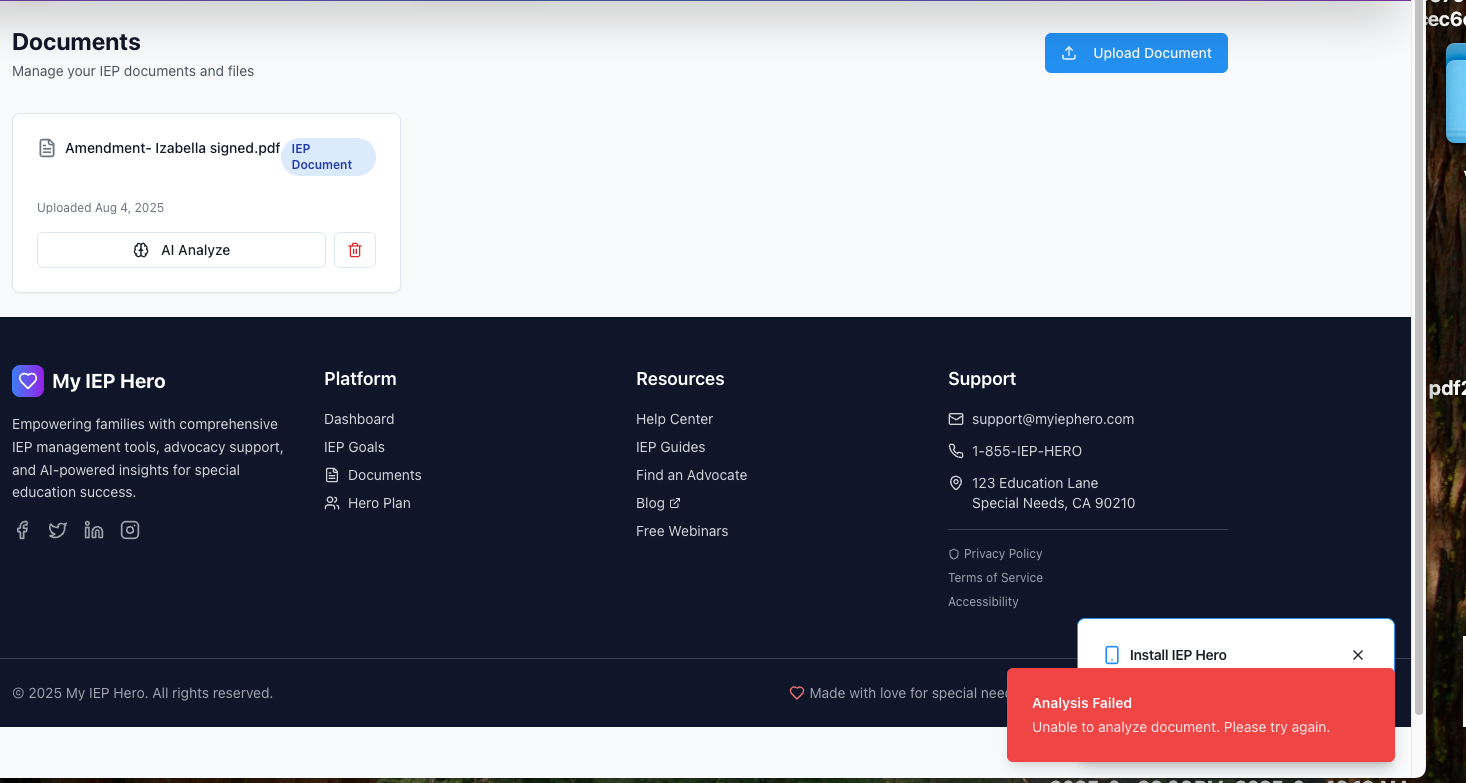 Documents
Manage your IEP documents and files
Upload Document
Amendment- Izabella signed.pdf
IEP
Document
Uploaded Aug 4, 2025
AI Analyze
My IEP Hero
Empowering families with comprehensive
IEP management tools, advocacy support,
and AI-powered insights for special
education success.
Platform
Dashboard
IEP Goals
Documents
Hero Plan
Resources
Help Center
IEP Guides
Find an Advocate
Blog
Free Webinars
Support
support@myiephero.com
1-855-IEP-HERO
123 Education Lane
Special Needs, CA 90210
Privacy Policy
Terms of Service
Accessibility
Install IEP Hero
© 2025 My IEP Hero. All rights reserved.
Made with love for special
Analysis Failed
Unable to analyze document. Please try again.